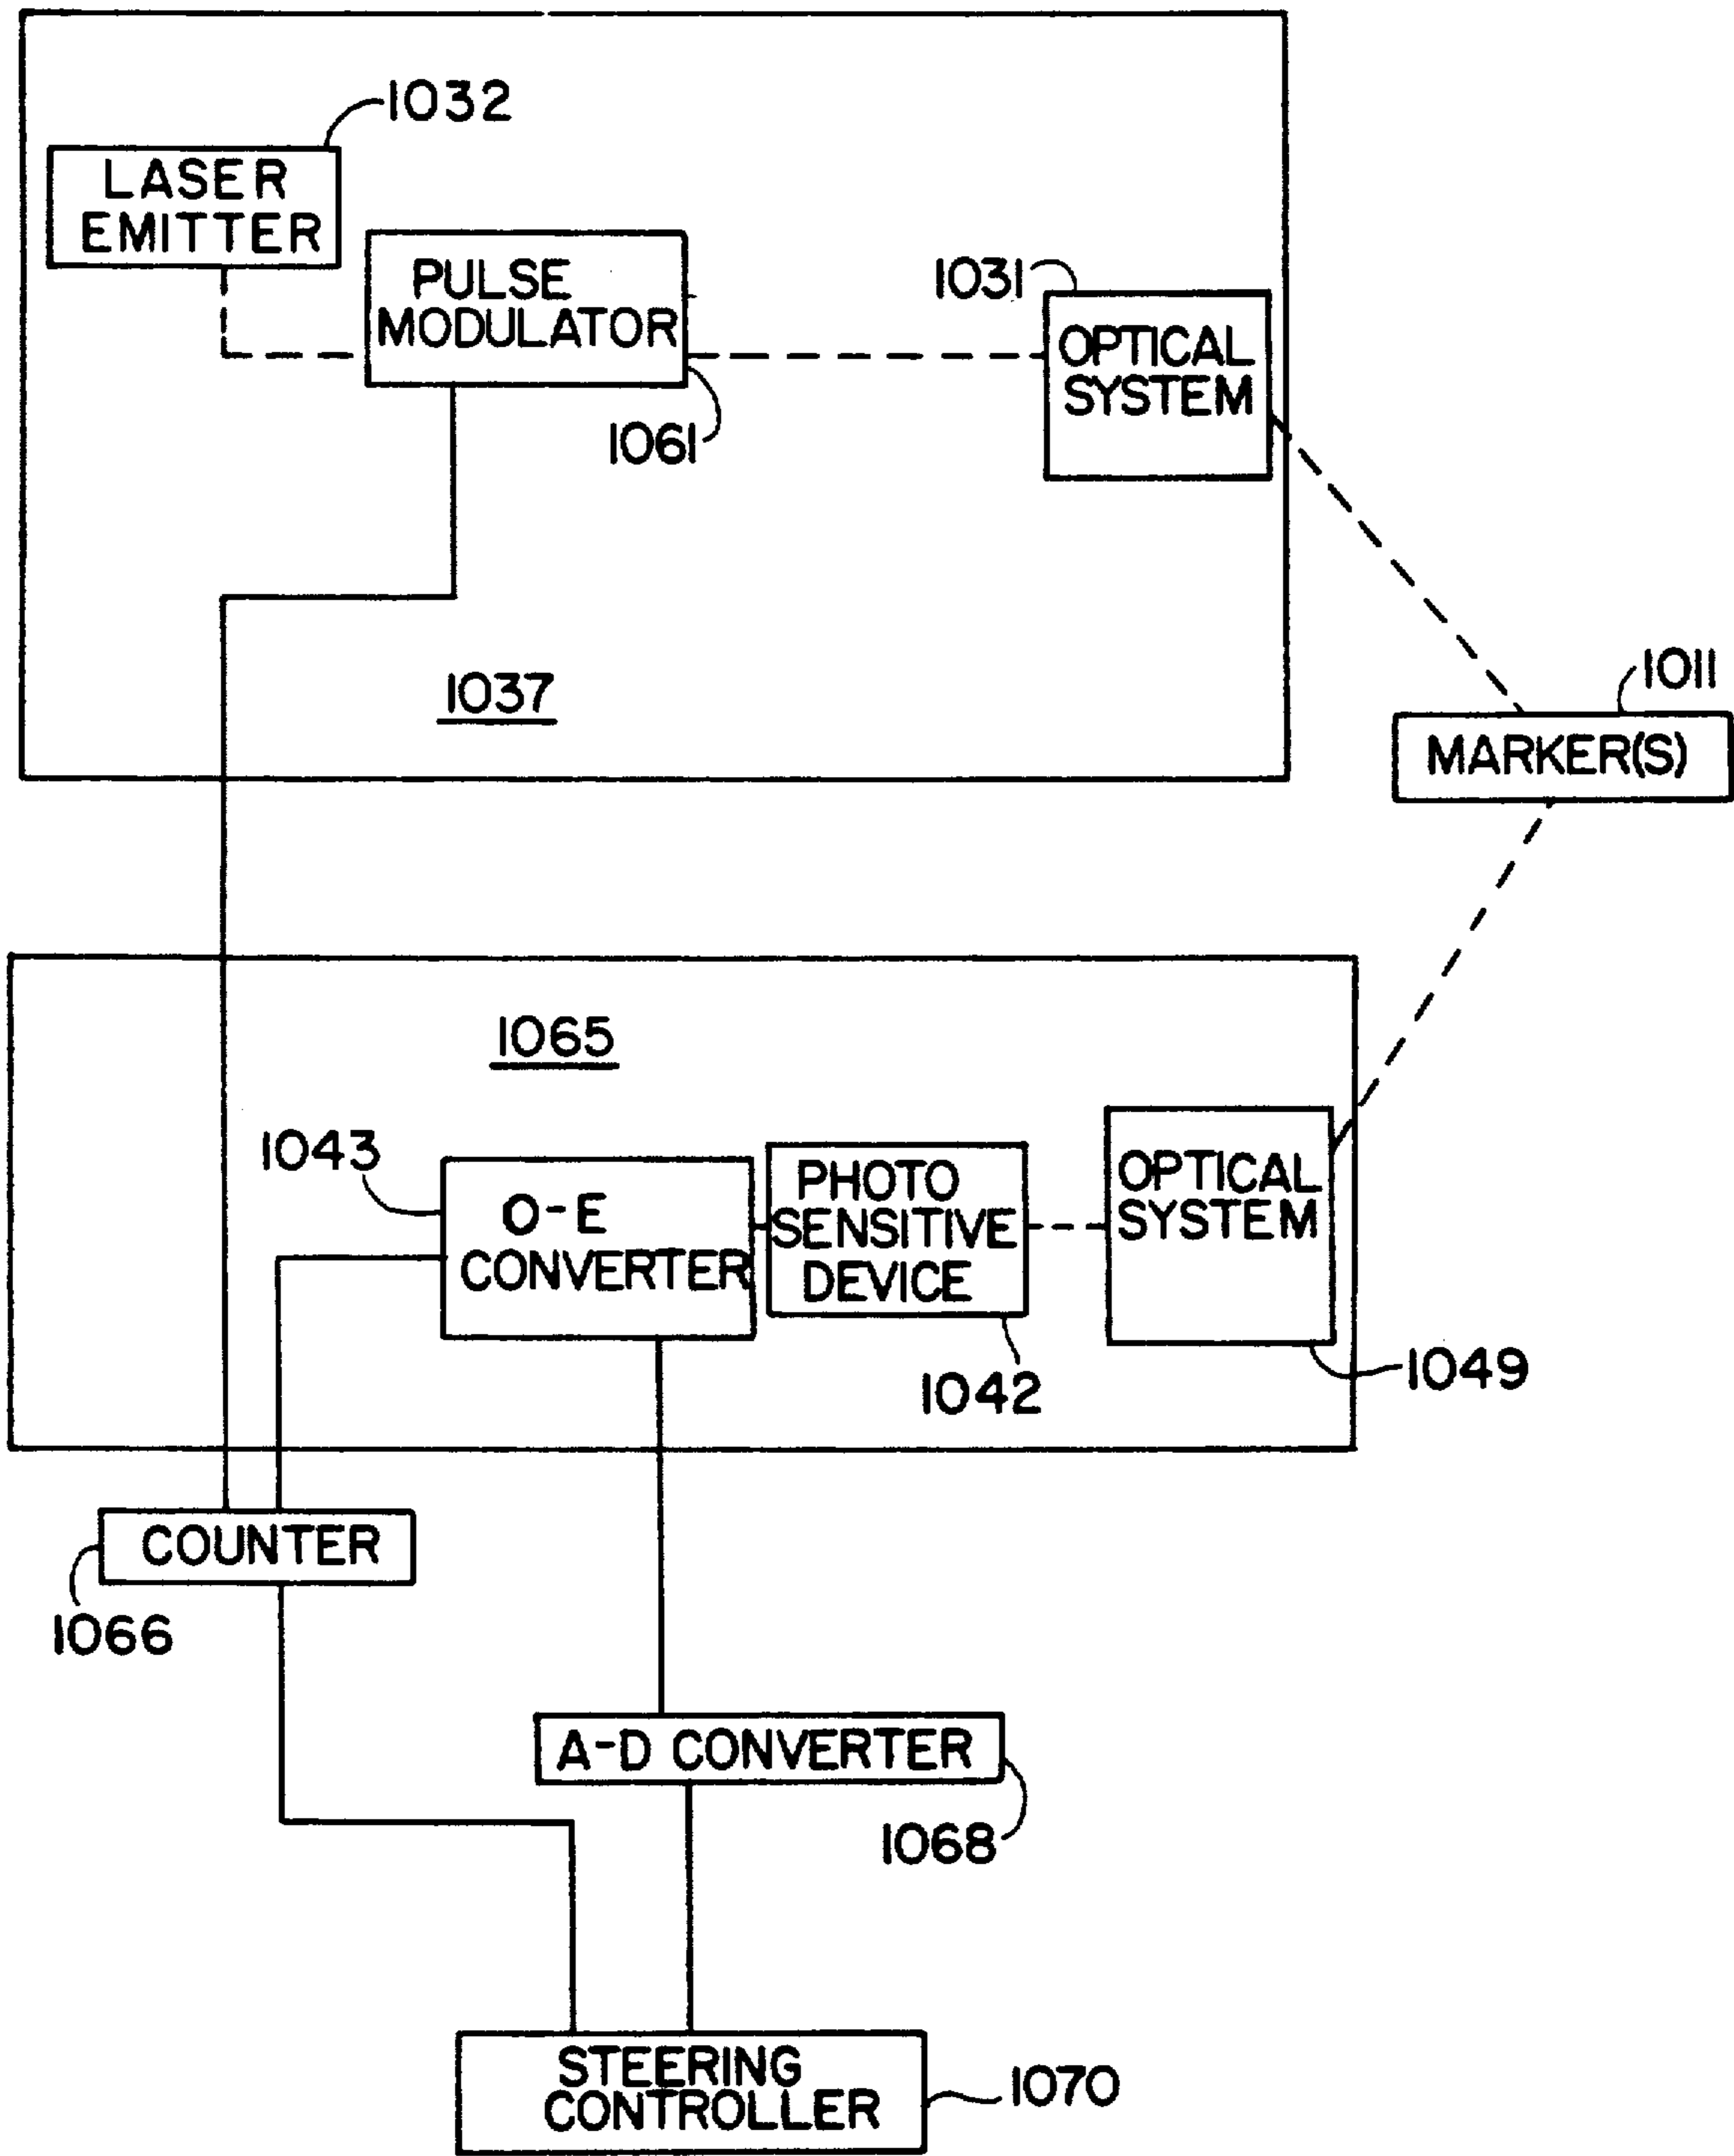 1032
LASER
EMITTER
PULSE
MODULATOR
1061
1031
OPTICAL
SYSTEM
1037
1011
MARKER(S)
1065
1043
O-E
CONVERTER
PHOTO
SENSITIVE
DEVICE
1042
OPTICAL
SYSTEM
1049
COUNTER
1066
A-D CONVERTER
1068
STEERING
CONTROLLER
1070